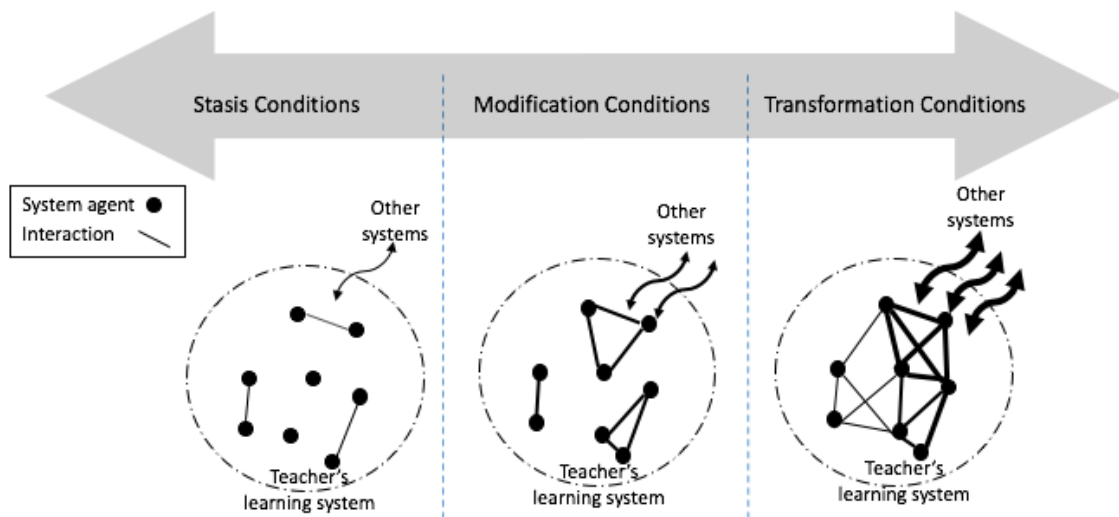 Stasis Conditions
Modification Conditions
Transformation Conditions
System agent
Interaction
Other
systems
Teacher's
learning system
Other
systems
Teacher's
learning system
Other
systems
Teacher's
learning system